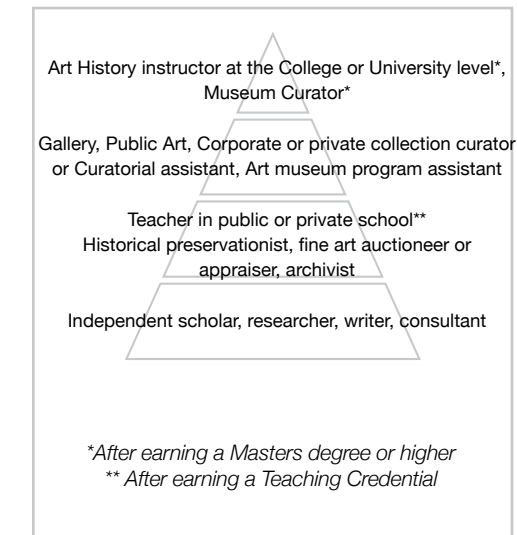 Art History instructor at the College or University level*,
Museum Curator*
Gallery, Public Art, Corporate or private collection curator
or Curatorial assistant, Art museum program assistant
Teacher in public or private school**
Historical preservationist, fine art auctioneer or
appraiser, archivist
Independent scholar, researcher, writer, consultant
*After earning a Masters degree or higher
** After earning a Teaching Credential